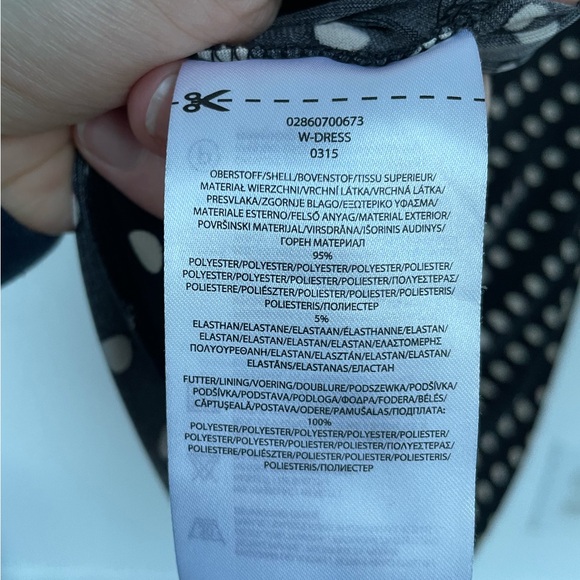 02860700673
W-DRESS
0315
OBERSTOFF/SHELL/BOVENSTOF/TISSU SUPERIEUR/
MATERIAŁ WIERZCHNI/VRCHNÍ LÁTKA/VRCHNÁ LÁTKA/
PRESVLAKA/ZGORNJE BLAGO/ΕΞΩΤΕΡΙΚΟ ΥΦΑΣΜΑ/
MATERIALE ESTERNO/FELSŐ ANYAG/MATERIAL EXTERIOR/
POVRŠINSKI MATERIJAL/VIRSDRĀNA/IŠORINIS AUDINYS/
ГОРЕН МАТЕРИАЛ
95%
POLYESTER/POLYESTER/POLYESTER/POLYESTER/POLIESTER/
POLYESTER/POLYESTER/POLIESTER/POLIESTER/ΠΟΛΥΕΣΤΕΡΑΣ/
POLIESTERE/POLIÉSZTER/POLIESTER/POLIESTER/POLIESTERIS/
POLIESTERIS/ПОЛИЕСТЕР
5%
ELASTHAN/ELASTANE/ELASTAAN/ÉLASTHANNE/ELASTAN/
ELASTAN/ELASTAN/ELASTAN/ELASTAN/ΕΛΑΣΤΟΜΕΡΗΣ
ΠΟΛΥΟΥΡΕΘΑΝΗ/ELASTAN/ELASZTÁN/ELASTAN/ELASTAN/
ELASTĀNS/ELASTANAS/ЕЛАСТАН
FUTTER/LINING/VOERING/DOUBLURE/PODSZEWKA/PODŠÍVKA/
PODŠÍVKA/PODSTAVA/PODLOGA/ΦΟΔΡΑ/FODERA/BÉLÉS/
CĂPTUŞEALĂ/POSTAVA/ODERE/PAMUŠALAS/ПОДПЛАТА:
100%
POLYESTER/POLYESTER/POLYESTER/POLYESTER/POLIESTER/
POLYESTER/POLYESTER/POLIESTER/POLIESTER/ΠΟΛΥΕΣΤΕΡΑΣ/
POLIESTERE/POLIÉSZTER/POLIESTER/POLIESTER/POLIESTERIS/
POLIESTERIS/ПОЛИЕСТЕР